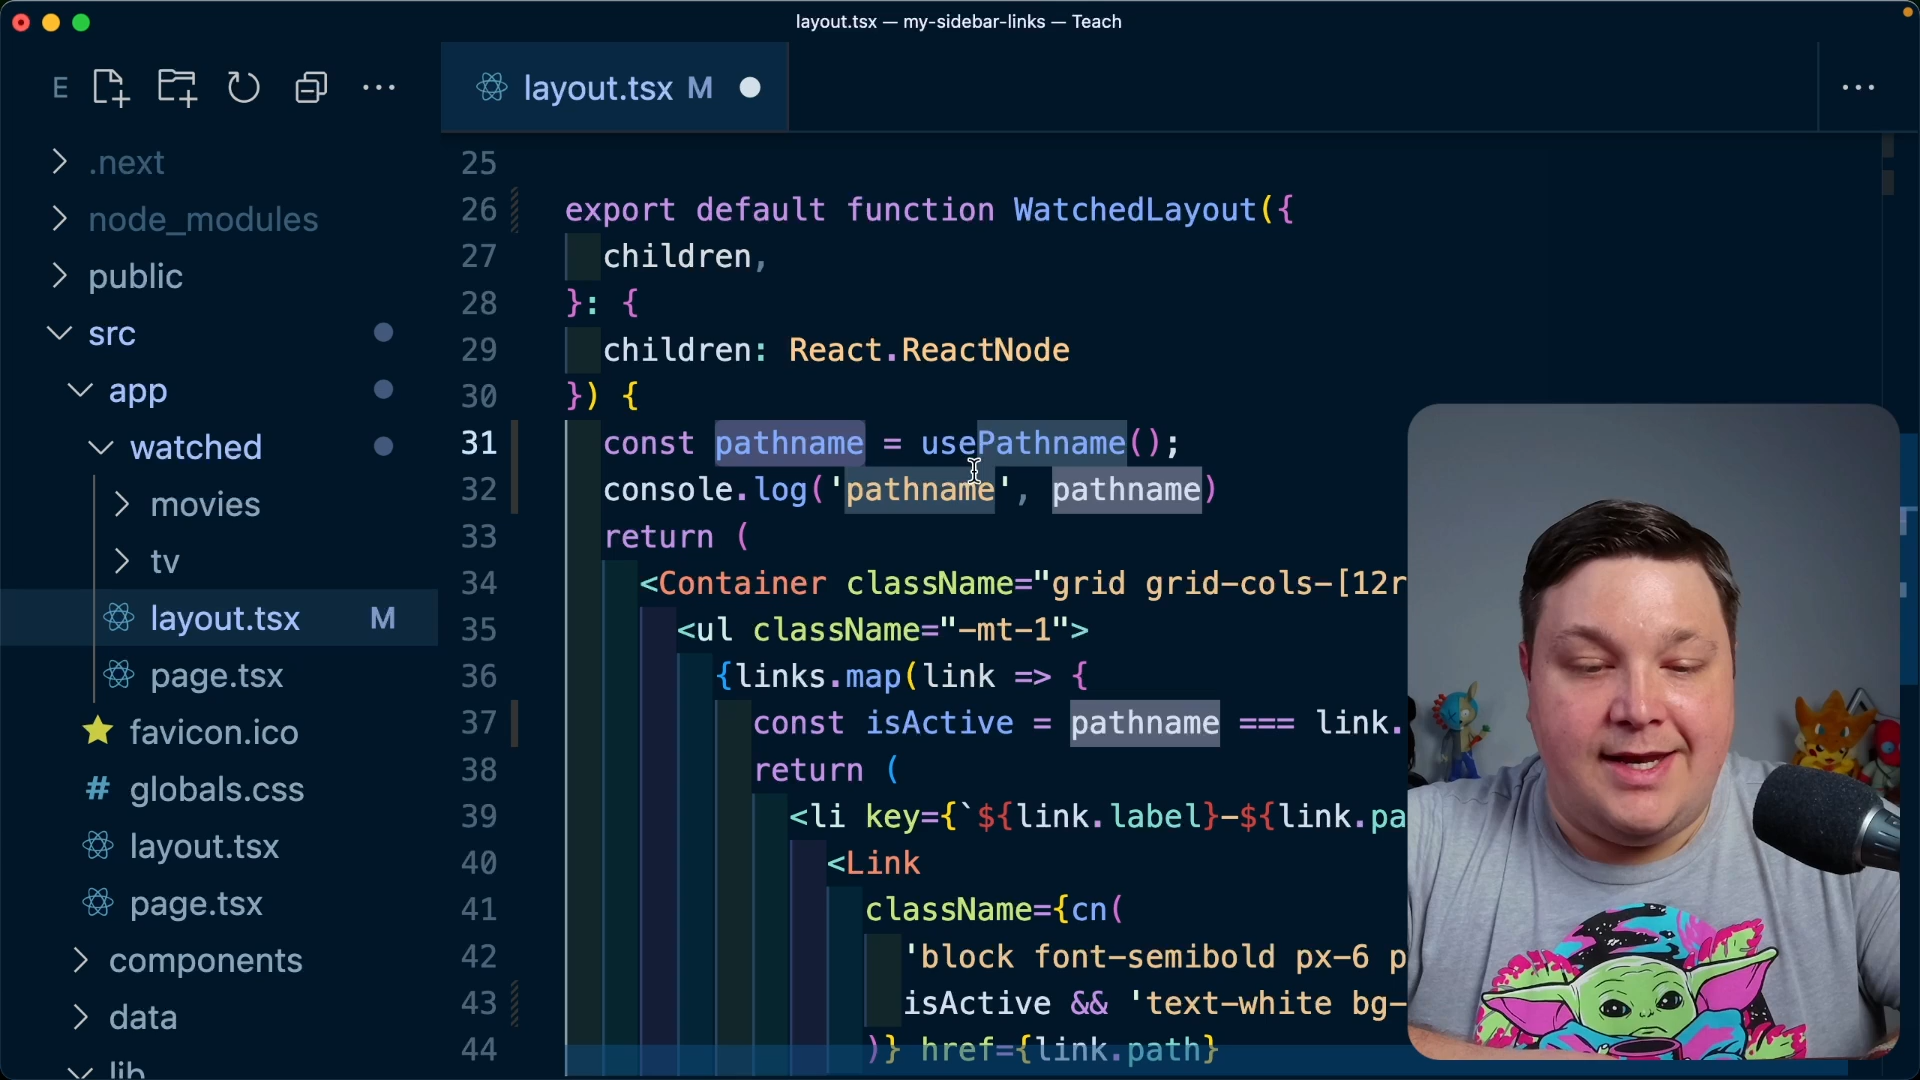 layout.tsx — my-sidebar-links — Teach
E
layout.tsx M
.next
node_modules
public
src
app
watched
movies
tv
layout.tsx M
page.tsx
favicon.ico
# globals.css
layout.tsx
page.tsx
components
data
lib
25
26 export default function WatchedLayout({
27 children,
28 }: {
29 children: React.ReactNode
30 }) {
31 const pathname = usePathname();
32 console.log('pathname', pathname)
33 return (
34 <Container className="grid grid-cols-[12r
35 <ul className="-mt-1">
36 {links.map(link => {
37 const isActive = pathname === link.
38 return (
39 <li key={`${link.label}-${link.pa
40 <Link
41 className={cn(
42 'block font-semibold px-6 p
43 isActive && 'text-white bg-
44 )} href={link.path}